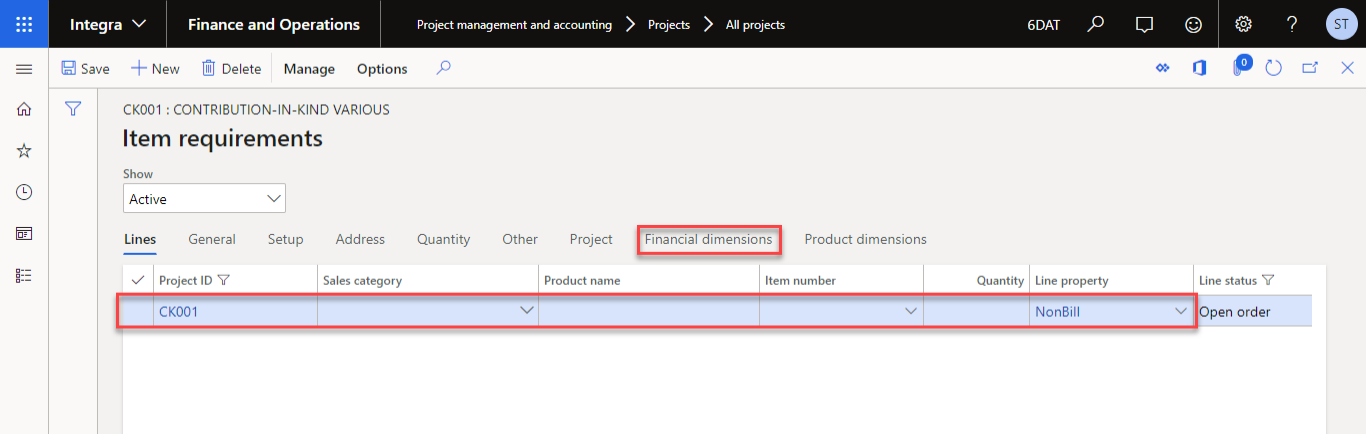 Integra Finance and Operations Project management and accounting Projects All projects 6DAT ST
Save New Delete Manage Options 0
CK001 : CONTRIBUTION-IN-KIND VARIOUS
Item requirements
Show
Active
Lines General Setup Address Quantity Other Project Financial dimensions Product dimensions
Project ID Sales category Product name Item number Quantity Line property Line status
CK001 NonBill Open order